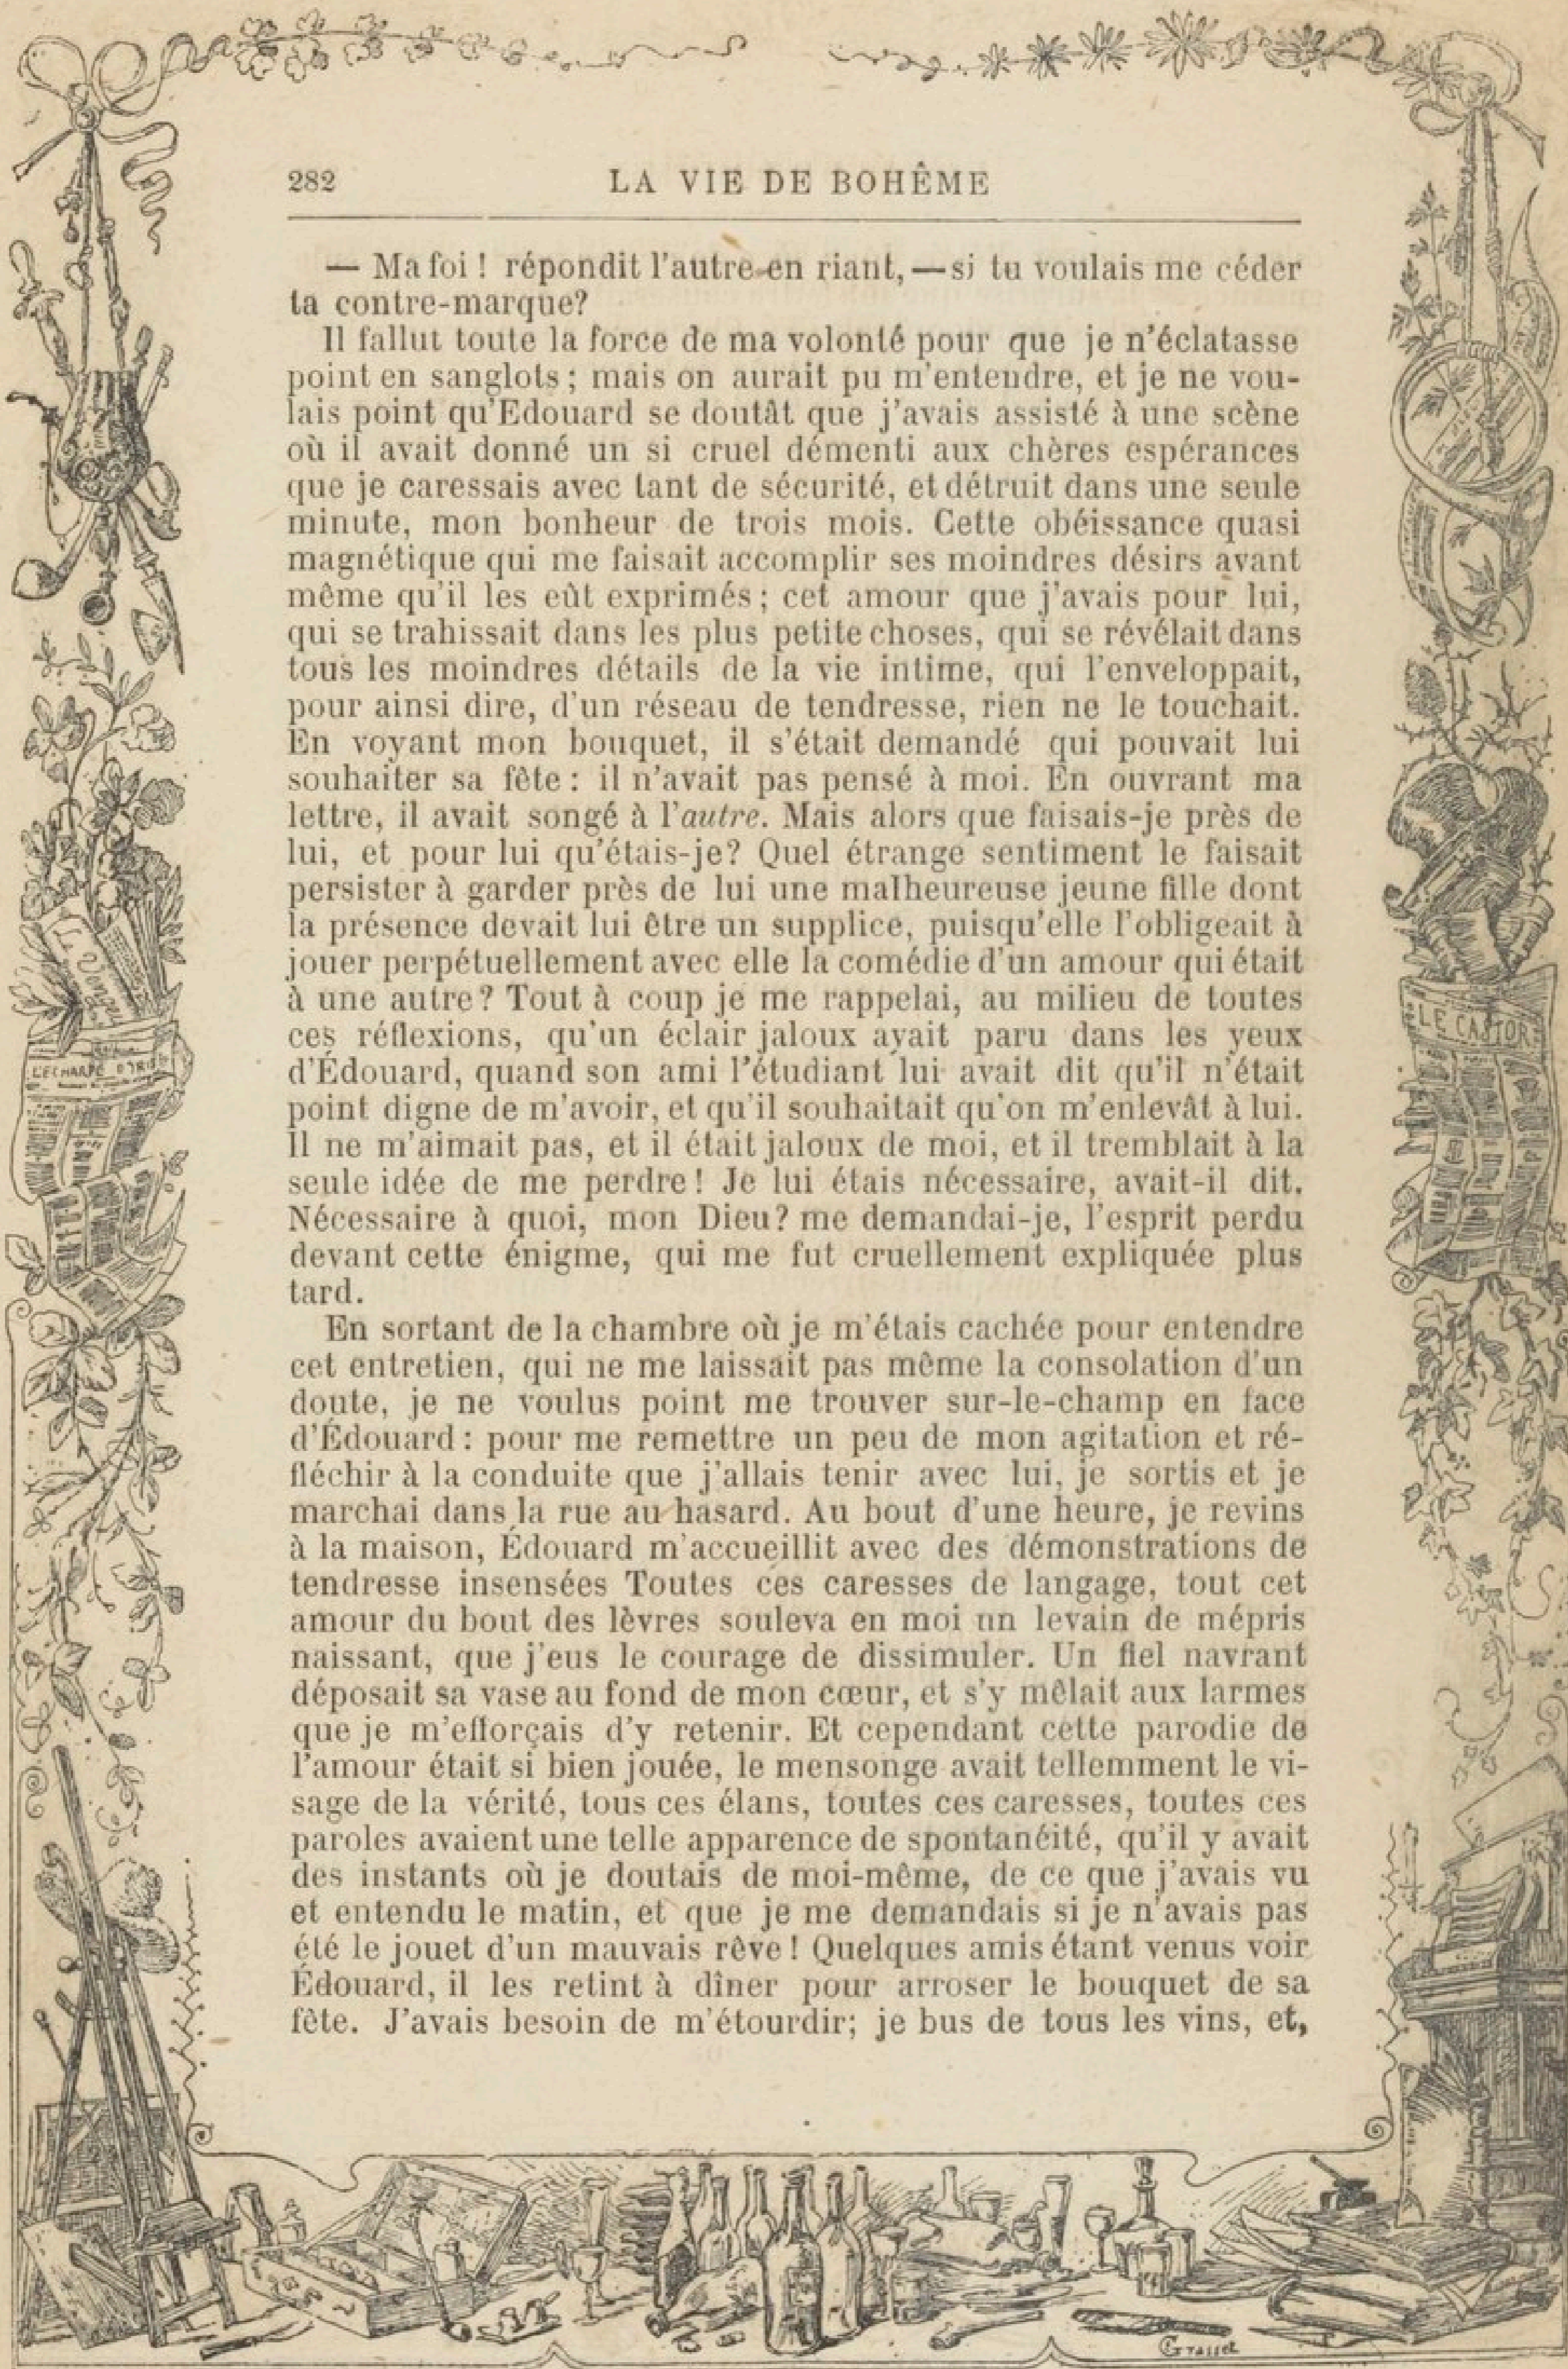 282 LA VIE DE BOHÊME
— Ma foi ! répondit l'autre en riant, — si tu voulais me céder
ta contre-marque?
Il fallut toute la force de ma volonté pour que je n'éclatasse
point en sanglots ; mais on aurait pu m'entendre, et je ne vou-
lais point qu'Edouard se doutât que j'avais assisté à une scène
où il avait donné un si cruel démenti aux chères espérances
que je caressais avec tant de sécurité, et détruit dans une seule
minute, mon bonheur de trois mois. Cette obéissance quasi
magnétique qui me faisait accomplir ses moindres désirs avant
même qu'il les eût exprimés ; cet amour que j'avais pour lui,
qui se trahissait dans les plus petite choses, qui se révélait dans
tous les moindres détails de la vie intime, qui l'enveloppait,
pour ainsi dire, d'un réseau de tendresse, rien ne le touchait.
En voyant mon bouquet, il s'était demandé qui pouvait lui
souhaiter sa fête : il n'avait pas pensé à moi. En ouvrant ma
lettre, il avait songé à l'autre. Mais alors que faisais-je près de
lui, et pour lui qu'étais-je? Quel étrange sentiment le faisait
persister à garder près de lui une malheureuse jeune fille dont
la présence devait lui être un supplice, puisqu'elle l'obligeait à
jouer perpétuellement avec elle la comédie d'un amour qui était
à une autre? Tout à coup je me rappelai, au milieu de toutes
ces réflexions, qu'un éclair jaloux avait paru dans les yeux
d'Édouard, quand son ami l'étudiant lui avait dit qu'il n'était
point digne de m'avoir, et qu'il souhaitait qu'on m'enlevât à lui.
Il ne m'aimait pas, et il était jaloux de moi, et il tremblait à la
seule idée de me perdre ! Je lui étais nécessaire, avait-il dit.
Nécessaire à quoi, mon Dieu? me demandai-je, l'esprit perdu
devant cette énigme, qui me fut cruellement expliquée plus
tard.
En sortant de la chambre où je m'étais cachée pour entendre
cet entretien, qui ne me laissait pas même la consolation d'un
doute, je ne voulus point me trouver sur-le-champ en face
d'Édouard : pour me remettre un peu de mon agitation et ré-
fléchir à la conduite que j'allais tenir avec lui, je sortis et je
marchai dans la rue au hasard. Au bout d'une heure, je revins
à la maison, Édouard m'accueillit avec des démonstrations de
tendresse insensées Toutes ces caresses de langage, tout cet
amour du bout des lèvres souleva en moi un levain de mépris
naissant, que j'eus le courage de dissimuler. Un fiel navrant
déposait sa vase au fond de mon cœur, et s'y mêlait aux larmes
que je m'efforçais d'y retenir. Et cependant cette parodie de
l'amour était si bien jouée, le mensonge avait tellemment le vi-
sage de la vérité, tous ces élans, toutes ces caresses, toutes ces
paroles avaient une telle apparence de spontanéité, qu'il y avait
des instants où je doutais de moi-même, de ce que j'avais vu
et entendu le matin, et que je me demandais si je n'avais pas
été le jouet d'un mauvais rêve ! Quelques amis étant venus voir
Édouard, il les retint à dîner pour arroser le bouquet de sa
fête. J'avais besoin de m'étourdir; je bus de tous les vins, et,
L'ECHARPE D'IRIS
LE CASTOR
Grasset